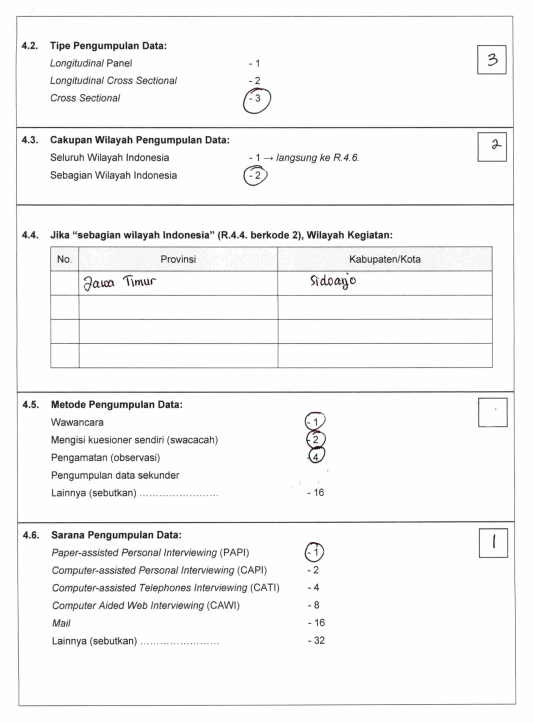 4.2. Tipe Pengumpulan Data:
Longitudinal Panel - 1 3
Longitudinal Cross Sectional - 2
Cross Sectional - 3
4.3. Cakupan Wilayah Pengumpulan Data: 2
Seluruh Wilayah Indonesia - 1 → langsung ke R.4.6.
Sebagian Wilayah Indonesia - 2
4.4. Jika "sebagian wilayah Indonesia" (R.4.4. berkode 2), Wilayah Kegiatan:
No. Provinsi Kabupaten/Kota
Jawa Timur Sidoarjo
4.5. Metode Pengumpulan Data:
Wawancara - 1
Mengisi kuesioner sendiri (swacacah) - 2
Pengamatan (observasi) - 4
Pengumpulan data sekunder
Lainnya (sebutkan) ........................ - 16
4.6. Sarana Pengumpulan Data: 1
Paper-assisted Personal Interviewing (PAPI) - 1
Computer-assisted Personal Interviewing (CAPI) - 2
Computer-assisted Telephones Interviewing (CATI) - 4
Computer Aided Web Interviewing (CAWI) - 8
Mail - 16
Lainnya (sebutkan) ........................ - 32